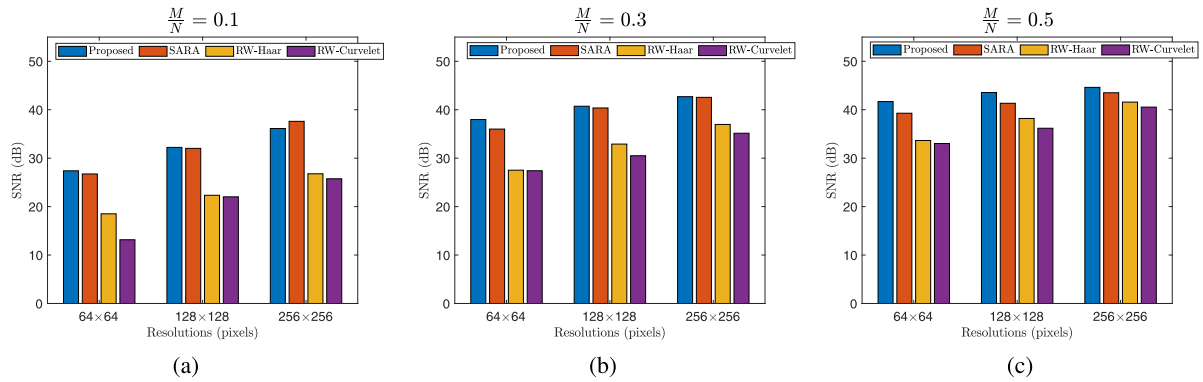 M/N = 0.1
Proposed SARA RW-Haar RW-Curvelet
50
40
30
20
10
0
SNR (dB)
64×64 128×128 256×256
Resolutions (pixels)
(a)
M/N = 0.3
Proposed SARA RW-Haar RW-Curvelet
50
40
30
20
10
0
SNR (dB)
64×64 128×128 256×256
Resolutions (pixels)
(b)
M/N = 0.5
Proposed SARA RW-Haar RW-Curvelet
50
40
30
20
10
0
SNR (dB)
64×64 128×128 256×256
Resolutions (pixels)
(c)